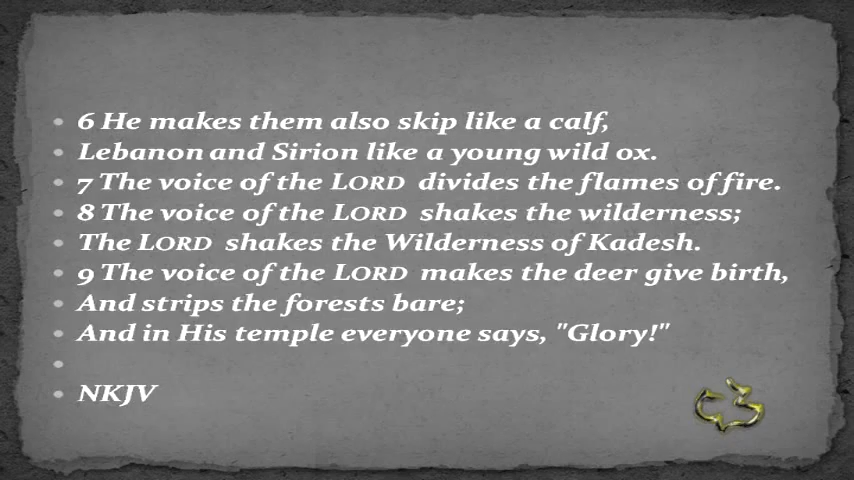 6 He makes them also skip like a calf,
Lebanon and Sirion like a young wild ox.
7 The voice of the LORD divides the flames of fire.
8 The voice of the LORD shakes the wilderness;
The LORD shakes the Wilderness of Kadesh.
9 The voice of the LORD makes the deer give birth,
And strips the forests bare;
And in His temple everyone says, "Glory!"
NKJV
C3